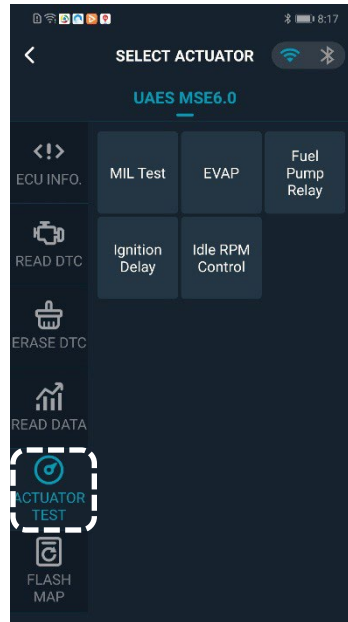 8:17
SELECT ACTUATOR
UAES MSE6.0
ECU INFO.
READ DTC
ERASE DTC
READ DATA
ACTUATOR
TEST
FLASH
MAP
MIL Test
EVAP
Fuel
Pump
Relay
Ignition
Delay
Idle RPM
Control